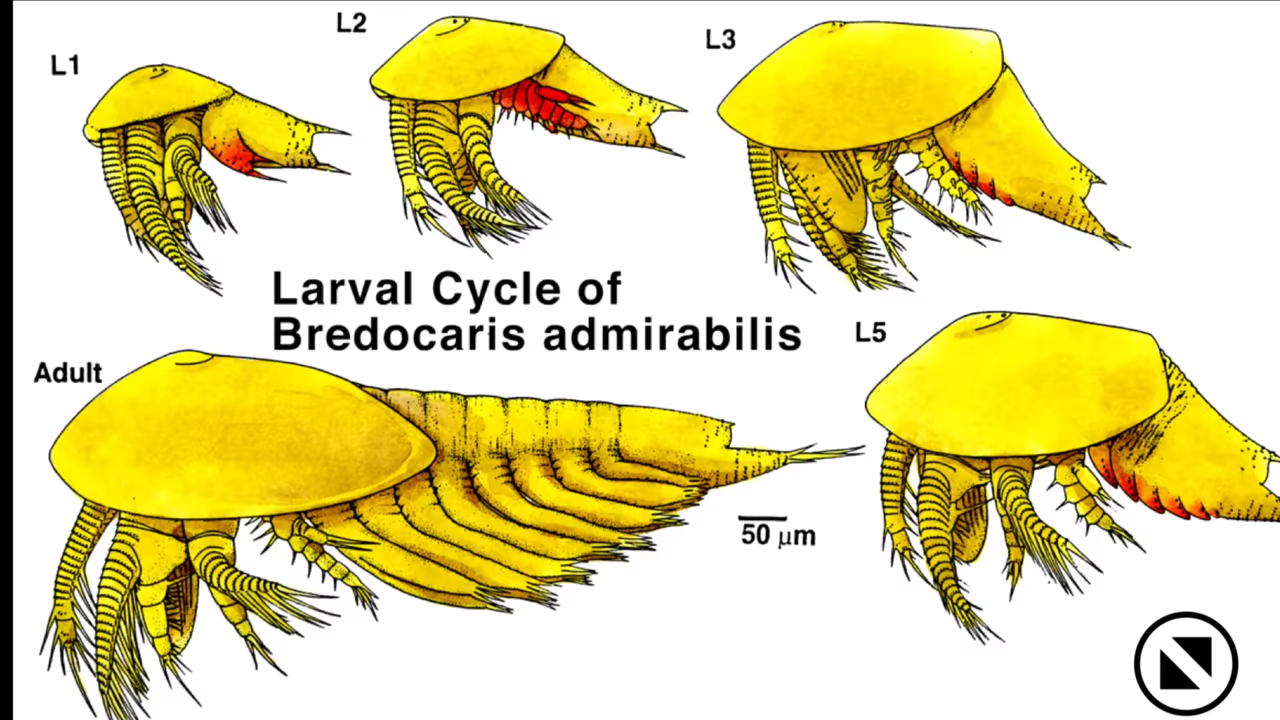 L1
L2
L3
Larval Cycle of
Bredocaris admirabilis
L5
Adult
50 μm